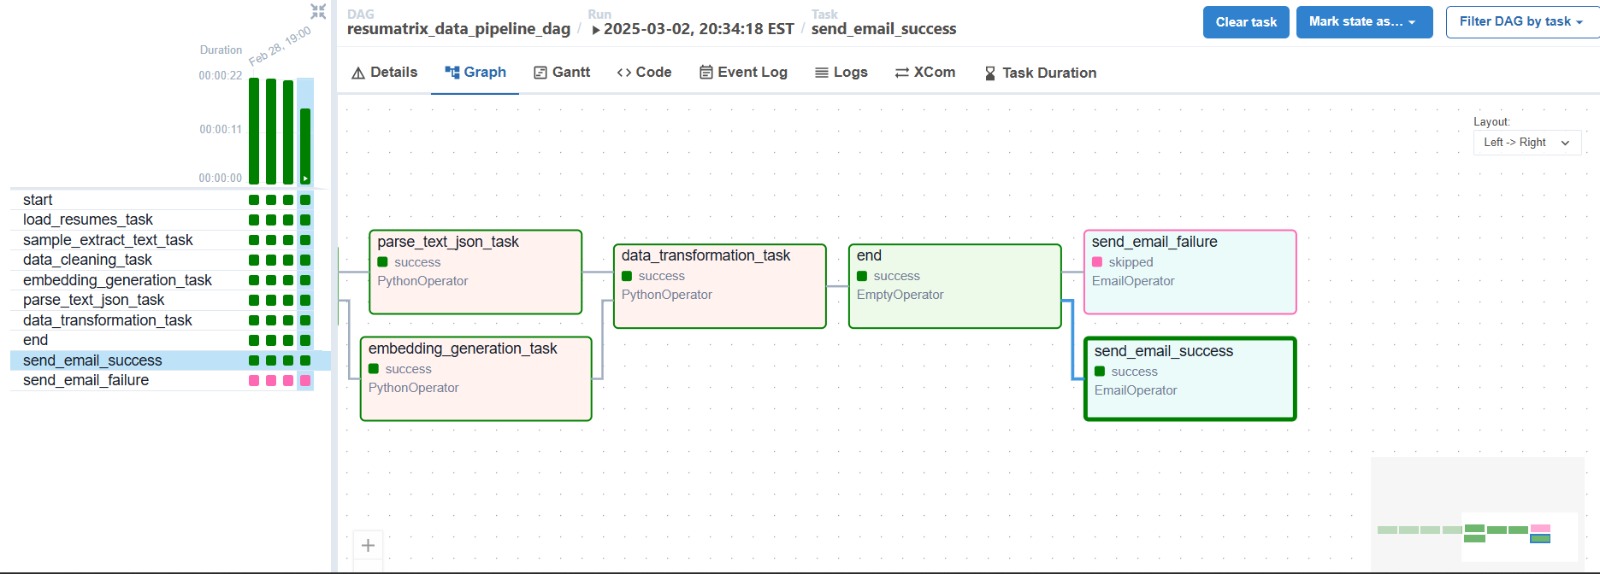 DAG
resumatrix_data_pipeline_dag
/
Run
2025-03-02, 20:34:18 EST
/
Task
send_email_success
Clear task
Mark state as...
Filter DAG by task
Details
Graph
Gantt
Code
Event Log
Logs
XCom
Task Duration
Duration
Feb 28, 19:00
00:00:22
00:00:11
00:00:00
start
load_resumes_task
sample_extract_text_task
data_cleaning_task
embedding_generation_task
parse_text_json_task
data_transformation_task
end
send_email_success
send_email_failure
Layout:
Left -> Right
parse_text_json_task
success
PythonOperator
embedding_generation_task
success
PythonOperator
data_transformation_task
success
PythonOperator
end
success
EmptyOperator
send_email_failure
skipped
EmailOperator
send_email_success
success
EmailOperator
+